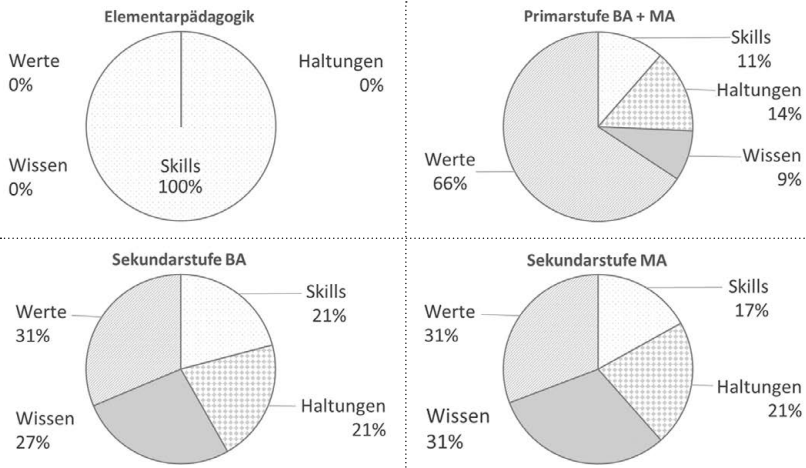 Elementarpädagogik
Werte
0%
Haltungen
0%
Wissen
0%
Skills
100%
Primarstufe BA + MA
Skills
11%
Haltungen
14%
Wissen
9%
Werte
66%
Sekundarstufe BA
Skills
21%
Werte
31%
Haltungen
21%
Wissen
27%
Sekundarstufe MA
Skills
17%
Werte
31%
Haltungen
21%
Wissen
31%